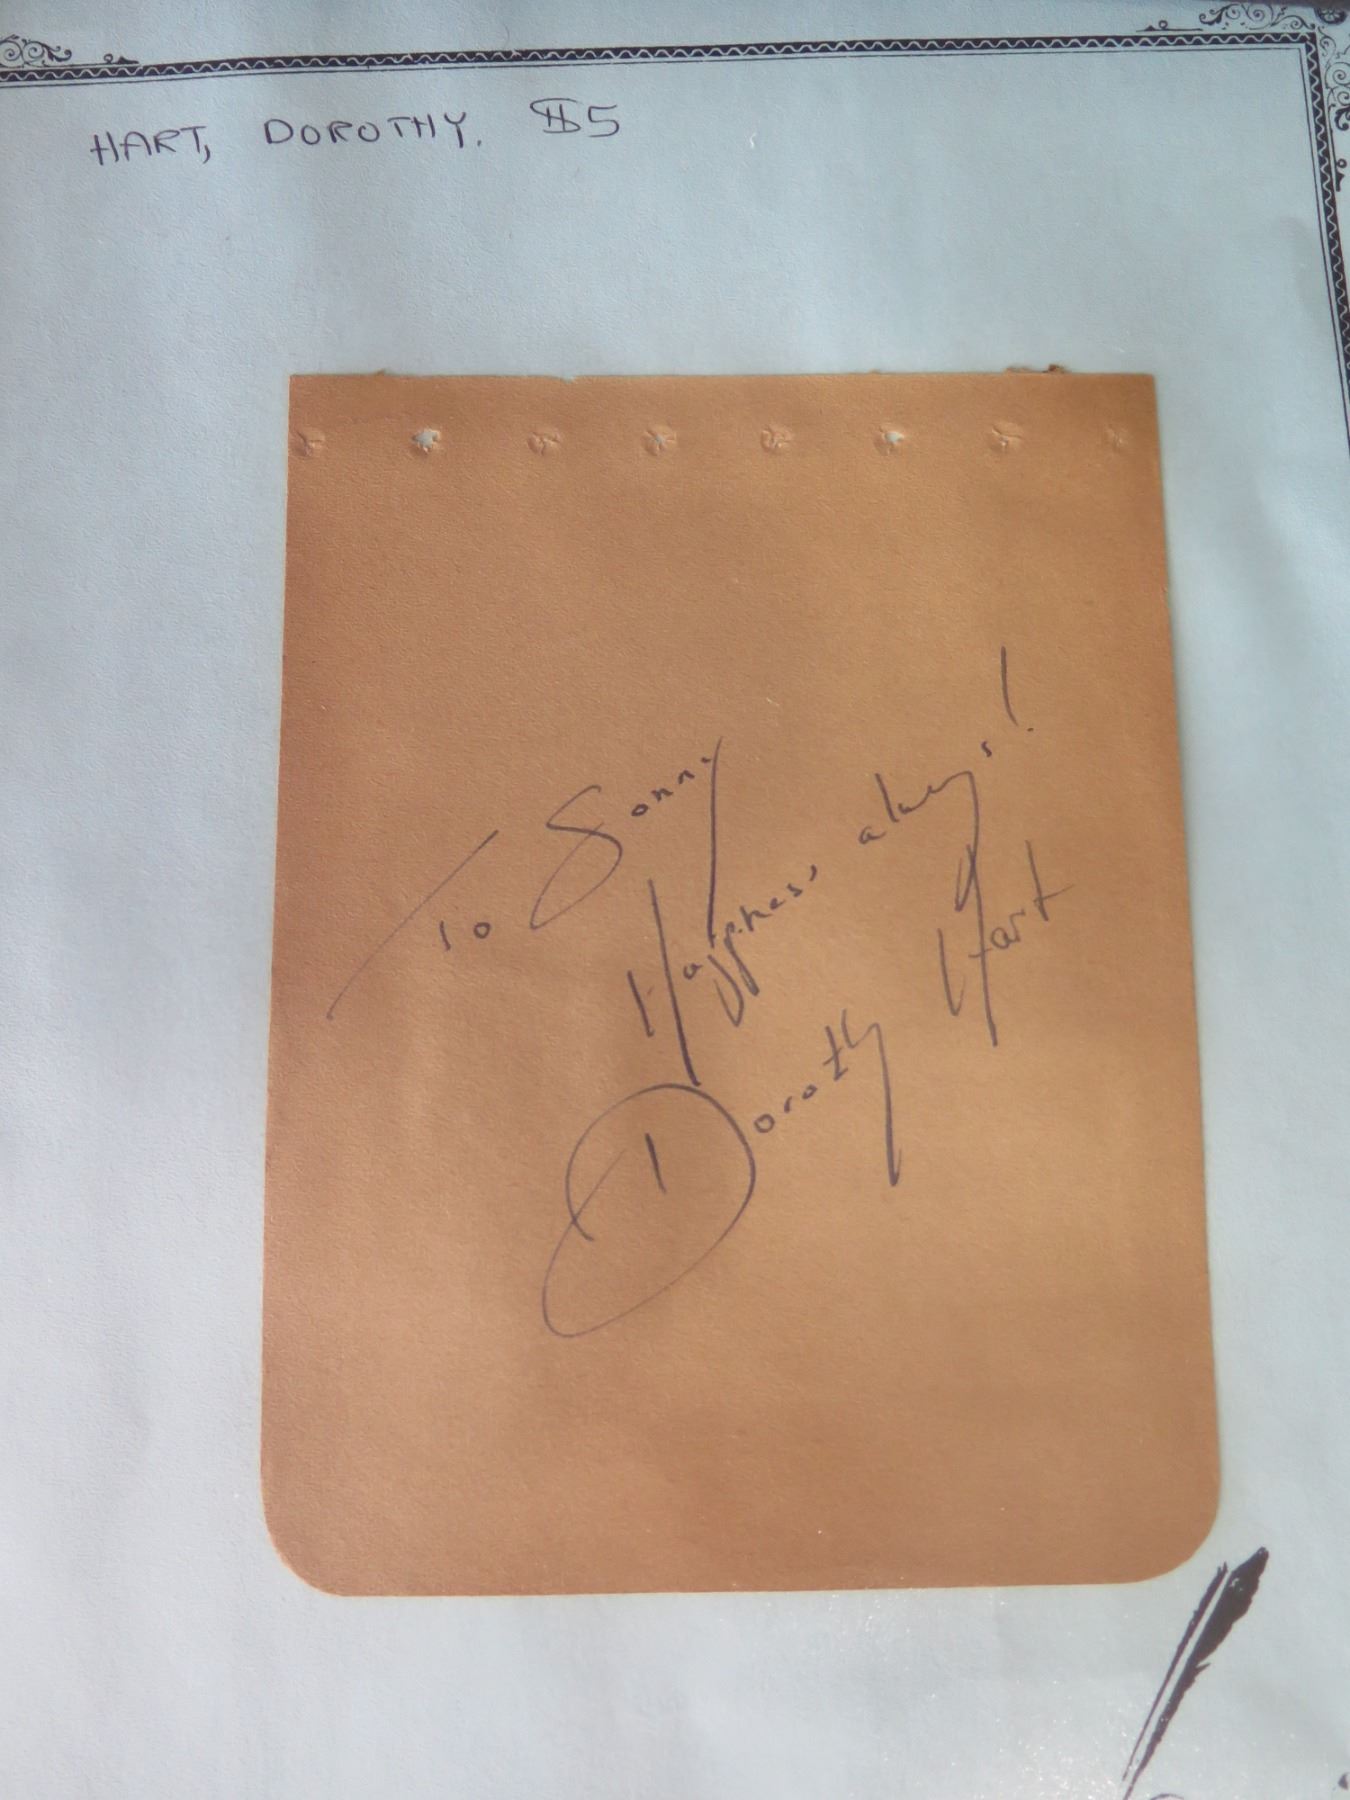 HART, DOROTHY. $5
To Sonny
Happiness always!
Dorothy Hart